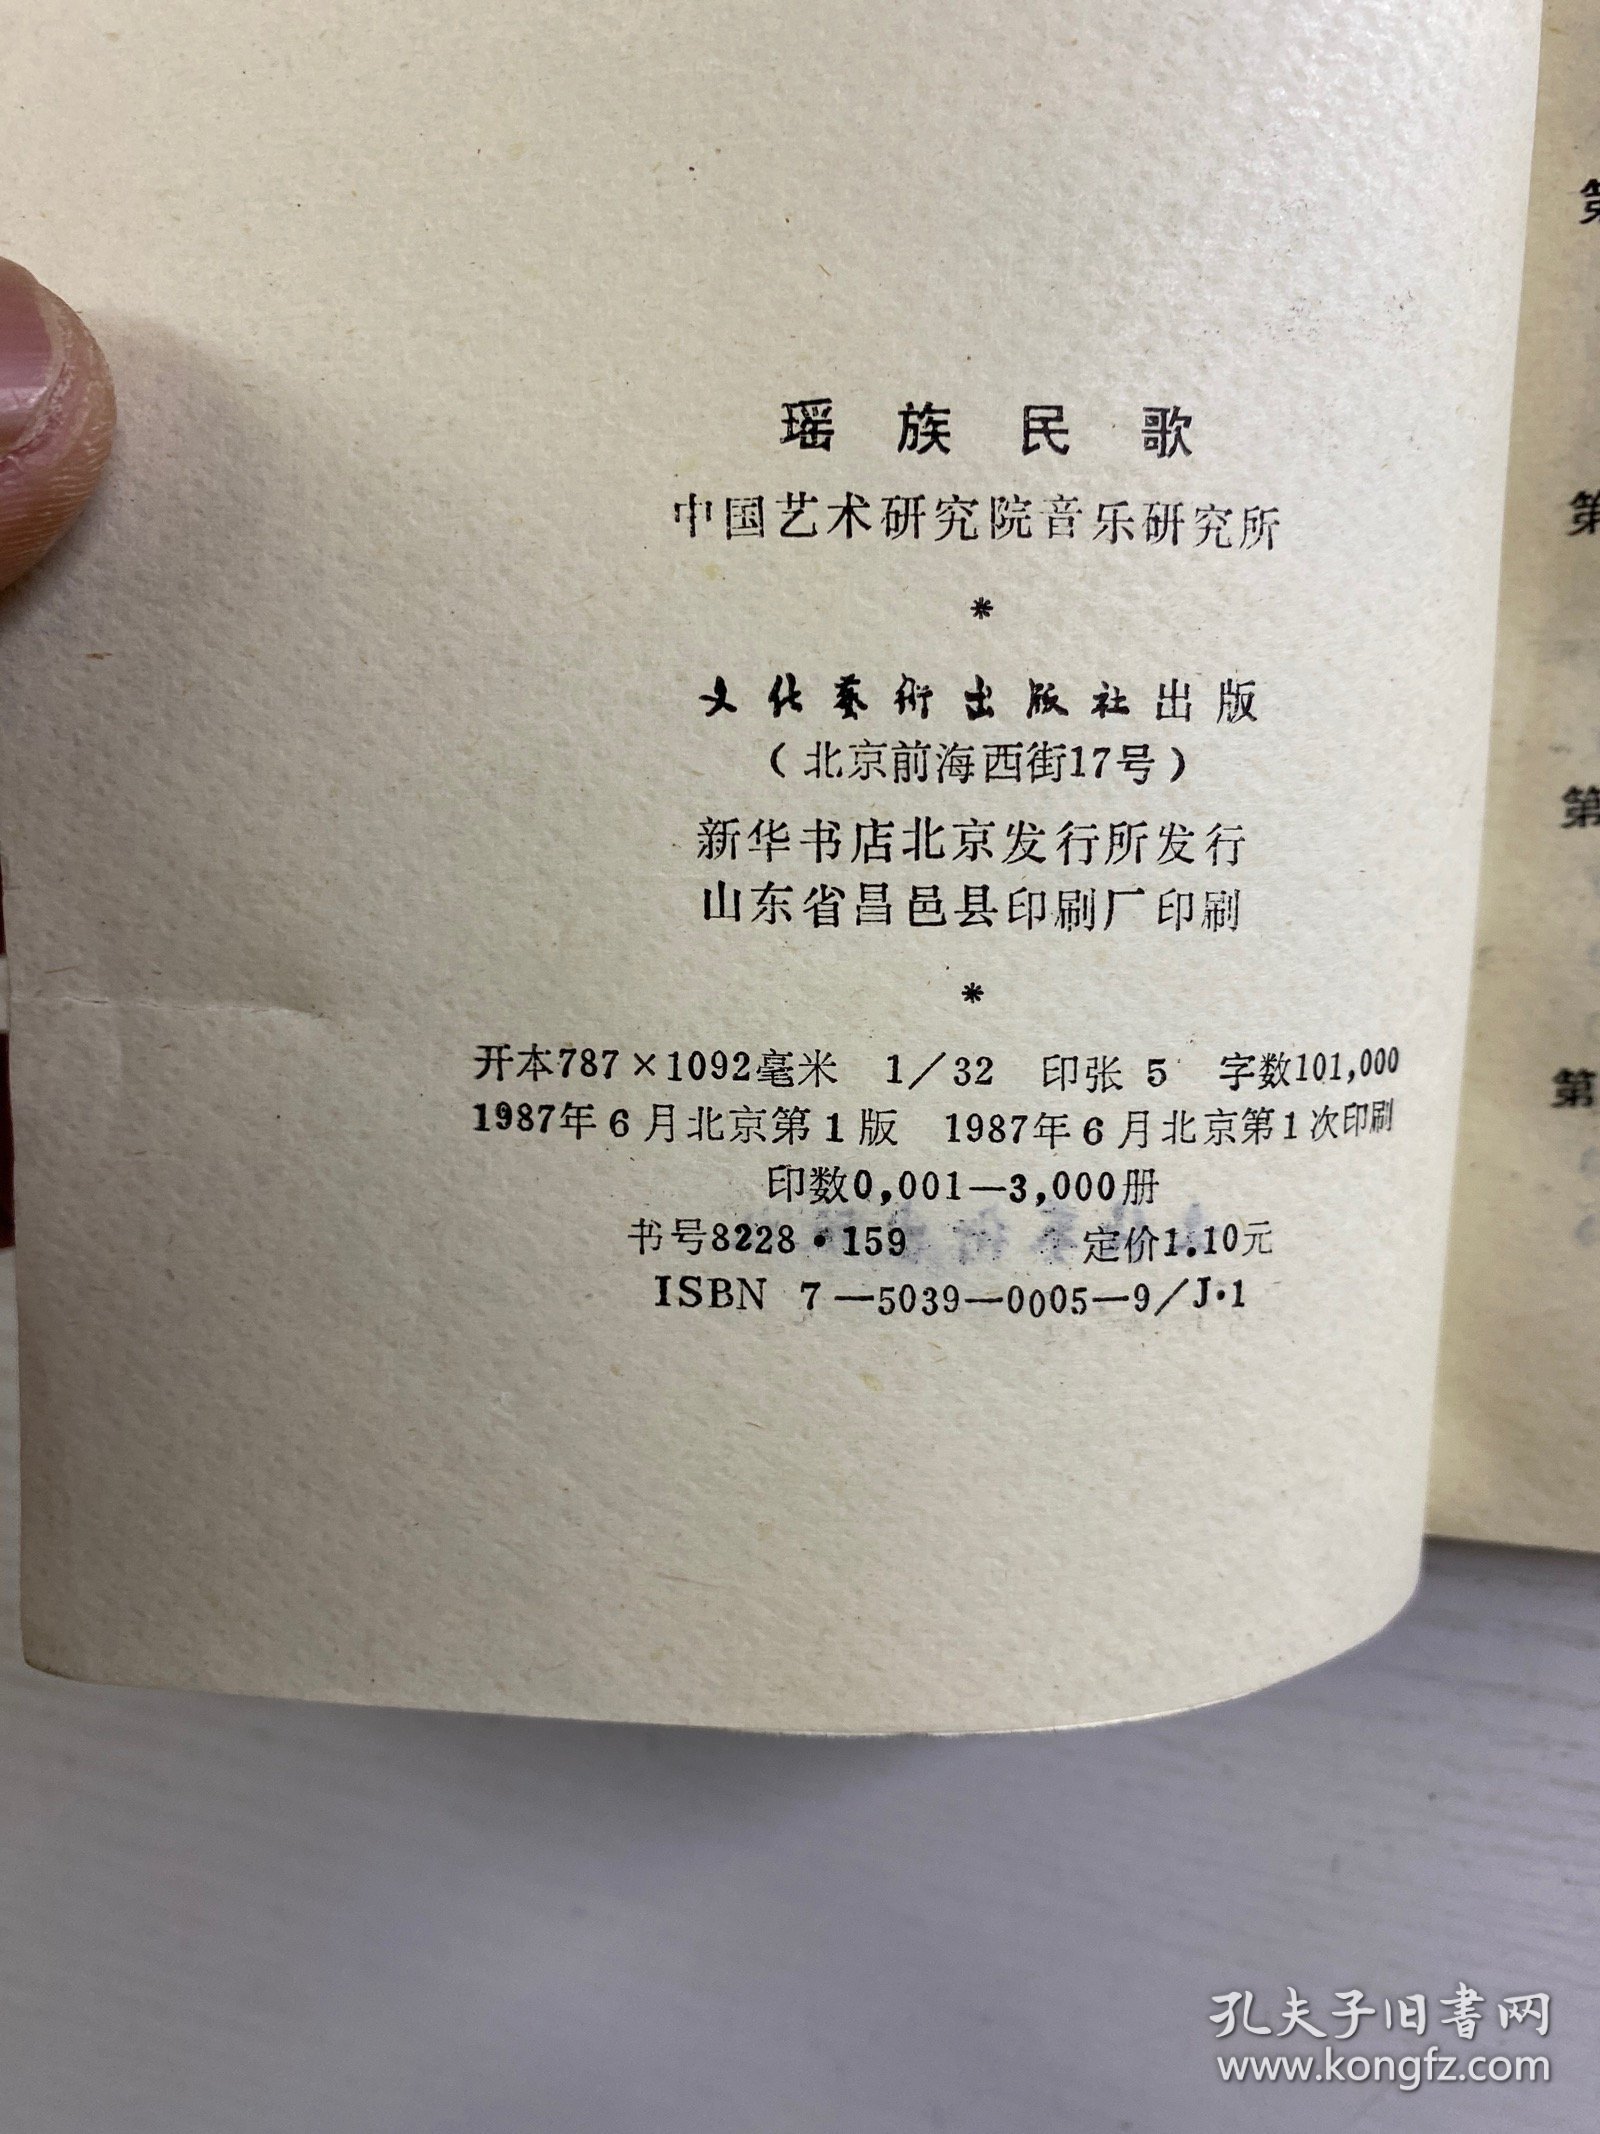 瑶族民歌
中国艺术研究院音乐研究所
*
文化藝術出版社出版
（北京前海西街17号）
新华书店北京发行所发行
山东省昌邑县印刷厂印刷
*
开本787×1092毫米 1/32 印张 5 字数101,000
1987年6月北京第1版 1987年6月北京第1次印刷
印数0,001—3,000册
书号8228·159 定价1.10元
ISBN 7—5039—0005—9/J·1
第
第
第
第
孔夫子旧书网
www.kongfz.com